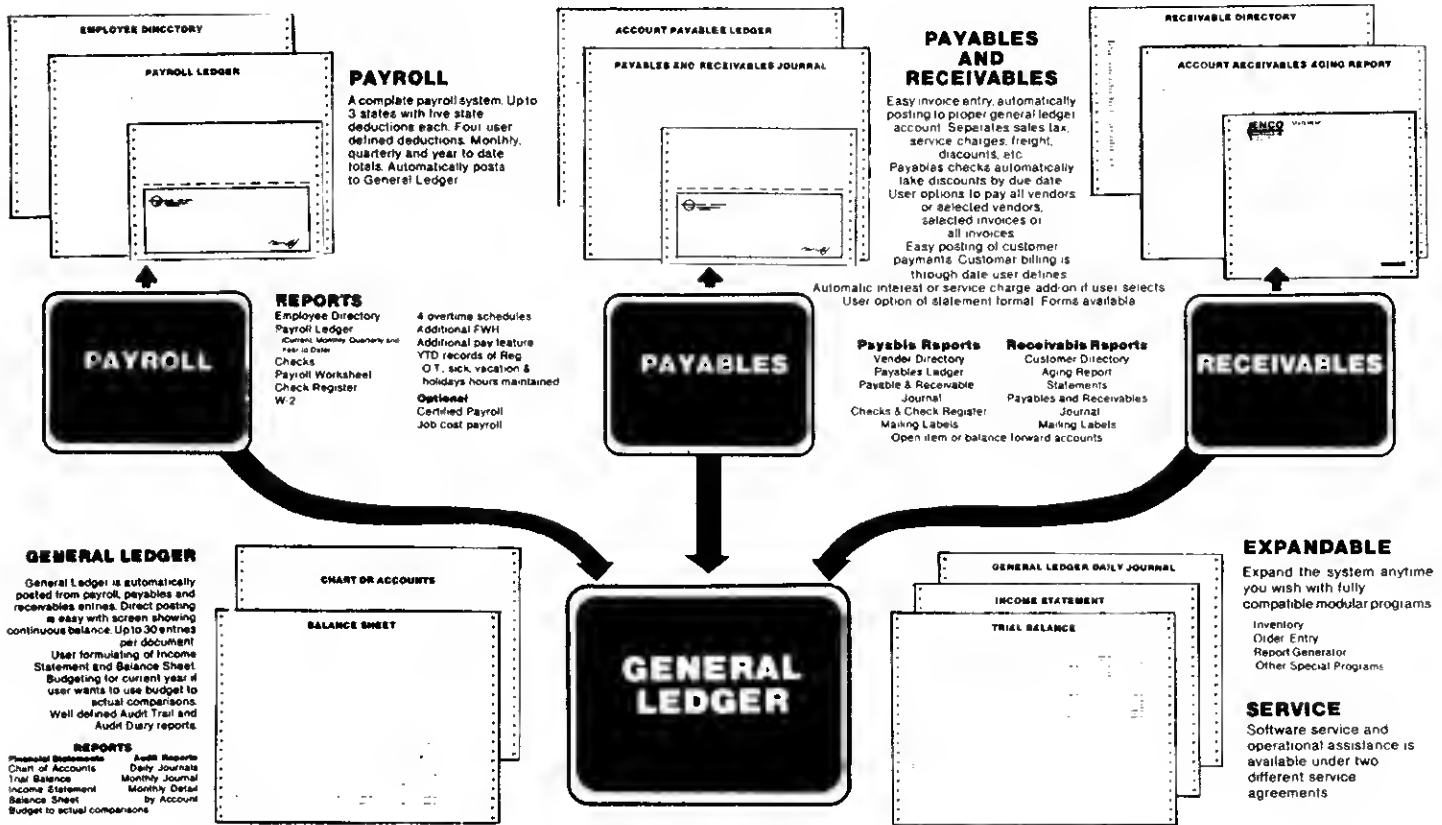 EMPLOYEE DIRECTORY
PAYROLL LEDGER
PAYROLL
A complete payroll system. Up to
3 states with five state
deductions each. Four user
defined deductions. Monthly,
quarterly and year to date
totals. Automatically posts
to General Ledger
ACCOUNT PAYABLES LEDGER
PAYABLES AND RECEIVABLES JOURNAL
PAYABLES
AND
RECEIVABLES
Easy invoice entry, automatically
posting to proper general ledger
account. Seperates sales tax,
service charges, freight,
discounts, etc
Payables checks automatically
take discounts by due date
User options to pay all vendors
or selected vendors,
selected invoices or
all invoices
Easy posting of customer
payments. Customar billing is
through date user defines
Automatic interest or service charge add-on if user selects
User option of statement format. Forms available
RECEIVABLE DIRECTORY
ACCOUNT RECEIVABLES AGING REPORT
JENCO
PAYROLL
REPORTS
Employee Directory
Payroll Ledger
(Current, Monthly, Quarterly and
Year to Date)
Checks
Payroll Worksheet
Check Register
W-2
4 overtime schedules
Additional FWH
Additional pay feature
YTD records of Reg
O.T., sick, vacation &
holidays hours maintained
Optional
Certified Payroll
Job cost payroll
PAYABLES
Payable Reports
Vender Directory
Payables Ledger
Payable & Receivable
Journal
Checks & Check Register
Mailing Labels
Receivable Reports
Customer Directory
Aging Report
Statements
Payables and Receivables
Journal
Mailing Labels
Open item or balance forward accounts
RECEIVABLES
GENERAL LEDGER
General Ledger is automatically
posted from payroll, payables and
receivables entries. Direct posting
is easy with screen showing
continuous balance. Up to 30 entries
per document.
User formulating of Income
Statement and Balance Sheet.
Budgeting for current year if
user wants to use budget to
actual comparisons.
Well defined Audit Trail and
Audit Diary reports.
REPORTS
Financial Statements
Chart of Accounts
Trial Balance
Income Statement
Balance Sheet
Budget to actual comparisons
Audit Reports
Daily Journals
Monthly Journal
Monthly Detail
by Account
CHART OR ACCOUNTS
BALANCE SHEET
GENERAL
LEDGER
GENERAL LEDGER DAILY JOURNAL
INCOME STATEMENT
TRIAL BALANCE
EXPANDABLE
Expand the system anytime
you wish with fully
compatible modular programs
Inventory
Order Entry
Report Generator
Other Special Programs
SERVICE
Software service and
operational assistance is
available under two
different service
agreements